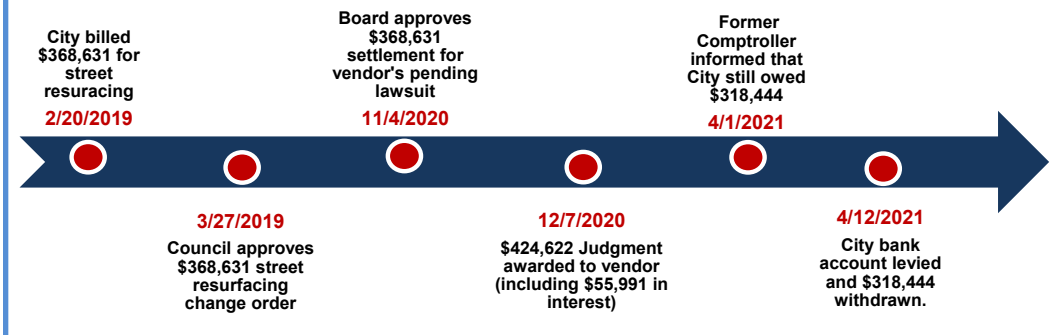 City billed
$368,631 for
street
resuracing
2/20/2019
Board approves
$368,631
settlement for
vendor's pending
lawsuit
11/4/2020
Former
Comptroller
informed that
City still owed
$318,444
4/1/2021
3/27/2019
Council approves
$368,631 street
resurfacing
change order
12/7/2020
$424,622 Judgment
awarded to vendor
(including $55,991 in
interest)
4/12/2021
City bank
account levied
and $318,444
withdrawn.